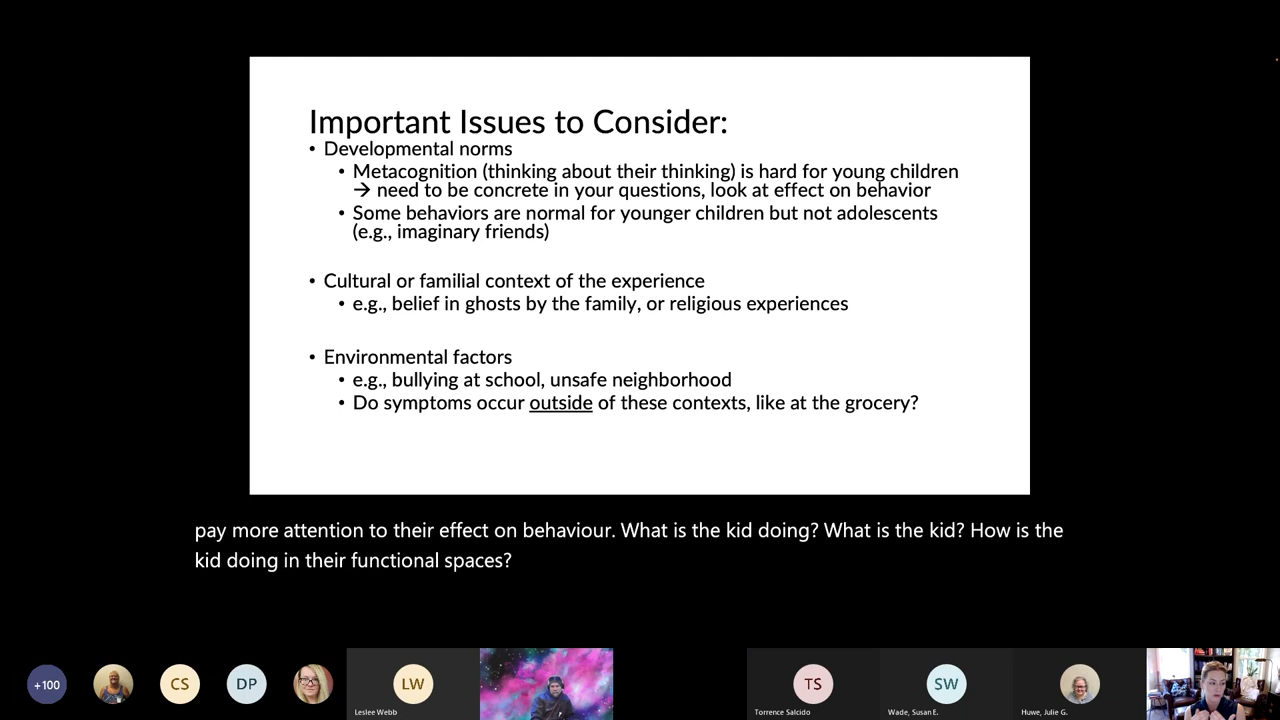 Important Issues to Consider:
• Developmental norms
• Metacognition (thinking about their thinking) is hard for young children
→ need to be concrete in your questions, look at effect on behavior
• Some behaviors are normal for younger children but not adolescents
(e.g., imaginary friends)
• Cultural or familial context of the experience
• e.g., belief in ghosts by the family, or religious experiences
• Environmental factors
• e.g., bullying at school, unsafe neighborhood
• Do symptoms occur outside of these contexts, like at the grocery?
pay more attention to their effect on behaviour. What is the kid doing? What is the kid? How is the
kid doing in their functional spaces?
+100
CS
DP
LW
Leslee Webb
TS
Torrence Salcido
SW
Wade, Susan E.
Huwe, Julie G.